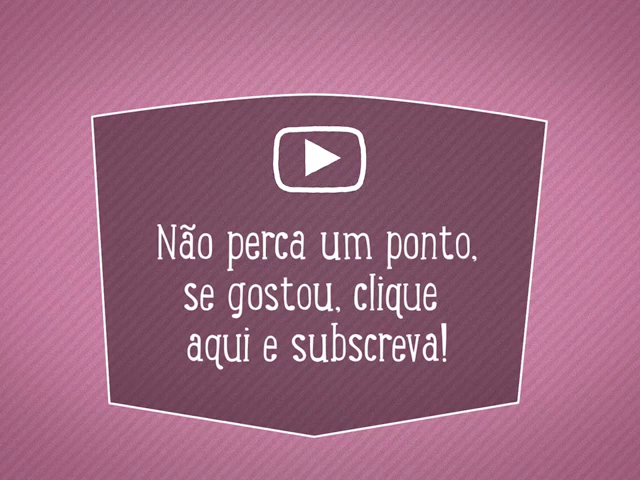 Não perca um ponto,
se gostou, clique
aqui e subscreva!